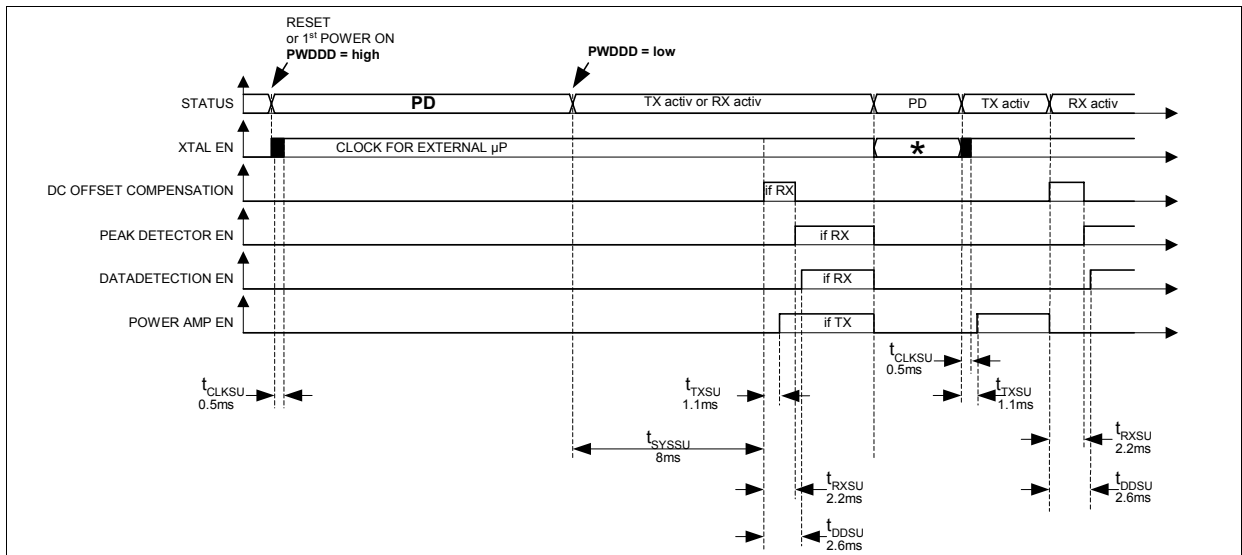 RESET
or 1st POWER ON
PWDDD = high
PWDDD = low
STATUS
PD
TX activ or RX activ
PD
TX activ
RX activ
XTAL EN
CLOCK FOR EXTERNAL µP
*
DC OFFSET COMPENSATION
if RX
PEAK DETECTOR EN
if RX
DATADETECTION EN
if RX
POWER AMP EN
if TX
tCLKSU
0.5ms
tTXSU
1.1ms
tCLKSU
0.5ms
tTXSU
1.1ms
tSYSSU
8ms
tRXSU
2.2ms
tRXSU
2.2ms
tDDSU
2.6ms
tDDSU
2.6ms